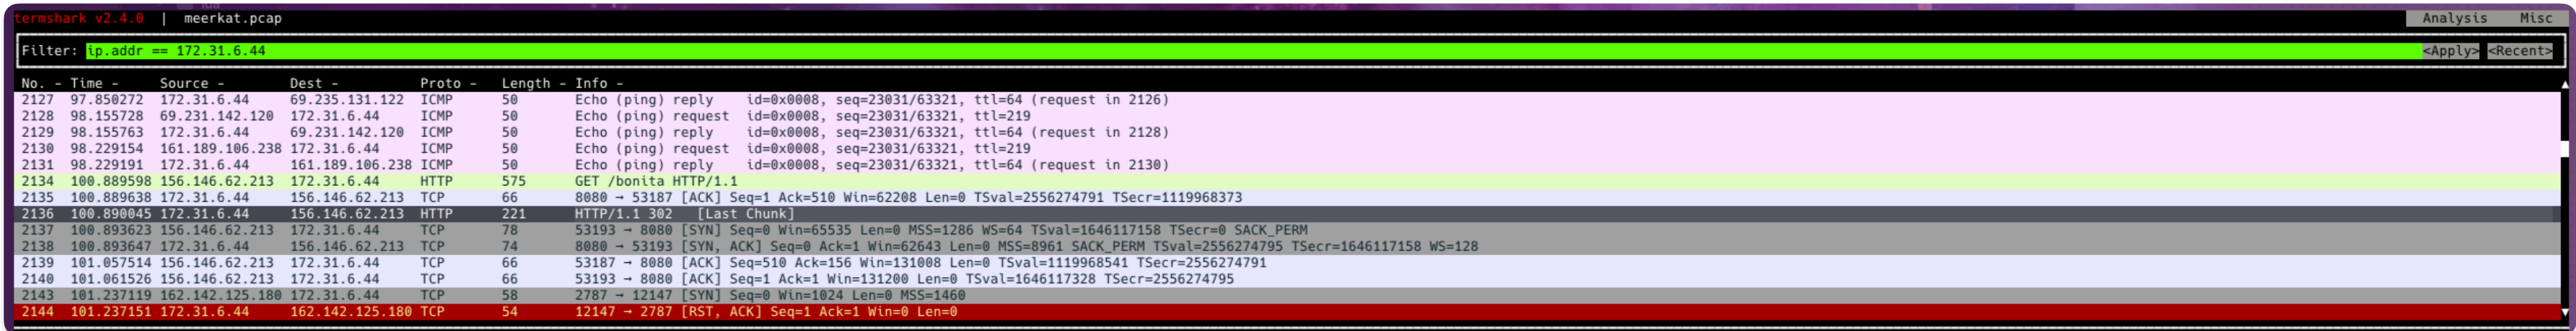 termshark v2.4.0 | meerkat.pcap
Analysis Misc
Filter: ip.addr == 172.31.6.44 <Apply> <Recent>
No. - Time - Source - Dest - Proto - Length - Info -
2127 97.850272 172.31.6.44 69.235.131.122 ICMP 50 Echo (ping) reply id=0x0008, seq=23031/63321, ttl=64 (request in 2126)
2128 98.155728 69.231.142.120 172.31.6.44 ICMP 50 Echo (ping) request id=0x0008, seq=23031/63321, ttl=219
2129 98.155763 172.31.6.44 69.231.142.120 ICMP 50 Echo (ping) reply id=0x0008, seq=23031/63321, ttl=64 (request in 2128)
2130 98.229154 161.189.106.238 172.31.6.44 ICMP 50 Echo (ping) request id=0x0008, seq=23031/63321, ttl=219
2131 98.229191 172.31.6.44 161.189.106.238 ICMP 50 Echo (ping) reply id=0x0008, seq=23031/63321, ttl=64 (request in 2130)
2134 100.889598 156.146.62.213 172.31.6.44 HTTP 575 GET /bonita HTTP/1.1
2135 100.889638 172.31.6.44 156.146.62.213 TCP 66 8080 → 53187 [ACK] Seq=1 Ack=510 Win=62208 Len=0 TSval=2556274791 TSecr=1119968373
2136 100.890045 172.31.6.44 156.146.62.213 HTTP 221 HTTP/1.1 302 [Last Chunk]
2137 100.893623 156.146.62.213 172.31.6.44 TCP 78 53193 → 8080 [SYN] Seq=0 Win=65535 Len=0 MSS=1286 WS=64 TSval=1646117158 TSecr=0 SACK_PERM
2138 100.893647 172.31.6.44 156.146.62.213 TCP 74 8080 → 53193 [SYN, ACK] Seq=0 Ack=1 Win=62643 Len=0 MSS=8961 SACK_PERM TSval=2556274795 TSecr=1646117158 WS=128
2139 101.057514 156.146.62.213 172.31.6.44 TCP 66 53187 → 8080 [ACK] Seq=510 Ack=156 Win=131008 Len=0 TSval=1119968541 TSecr=2556274791
2140 101.061526 156.146.62.213 172.31.6.44 TCP 66 53193 → 8080 [ACK] Seq=1 Ack=1 Win=131200 Len=0 TSval=1646117328 TSecr=2556274795
2143 101.237119 162.142.125.180 172.31.6.44 TCP 58 2787 → 12147 [SYN] Seq=0 Win=1024 Len=0 MSS=1460
2144 101.237151 172.31.6.44 162.142.125.180 TCP 54 12147 → 2787 [RST, ACK] Seq=1 Ack=1 Win=0 Len=0